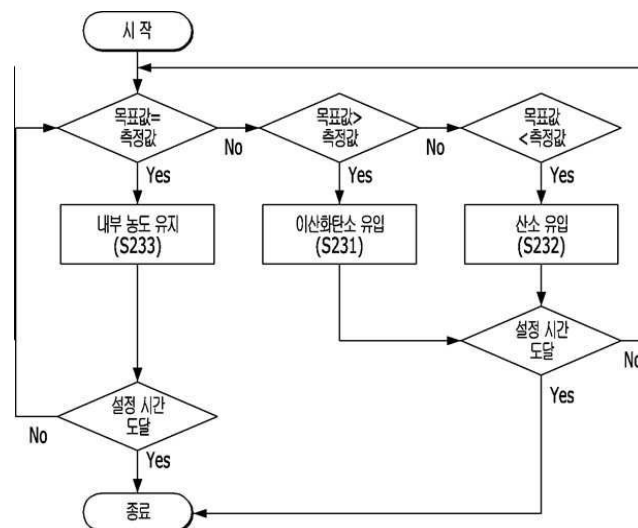 시 작
목표값=
측정값
No
목표값>
측정값
No
목표값
<측정값
Yes
Yes
Yes
내부 농도 유지
(S233)
이산화탄소 유입
(S231)
산소 유입
(S232)
설정 시간
도달
No
Yes
설정 시간
도달
No
Yes
종료